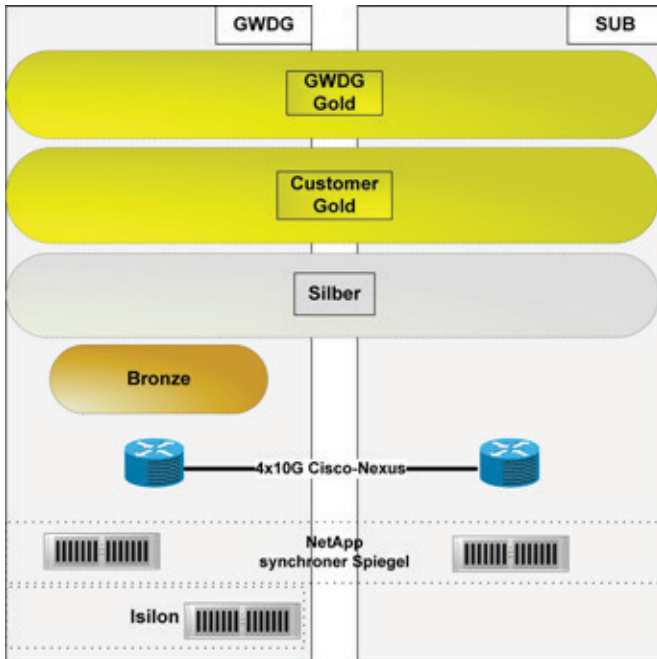 GWDG
SUB
GWDG
Gold
Customer
Gold
Silber
Bronze
4x10G Cisco-Nexus
NetApp
synchroner Spiegel
Isilon